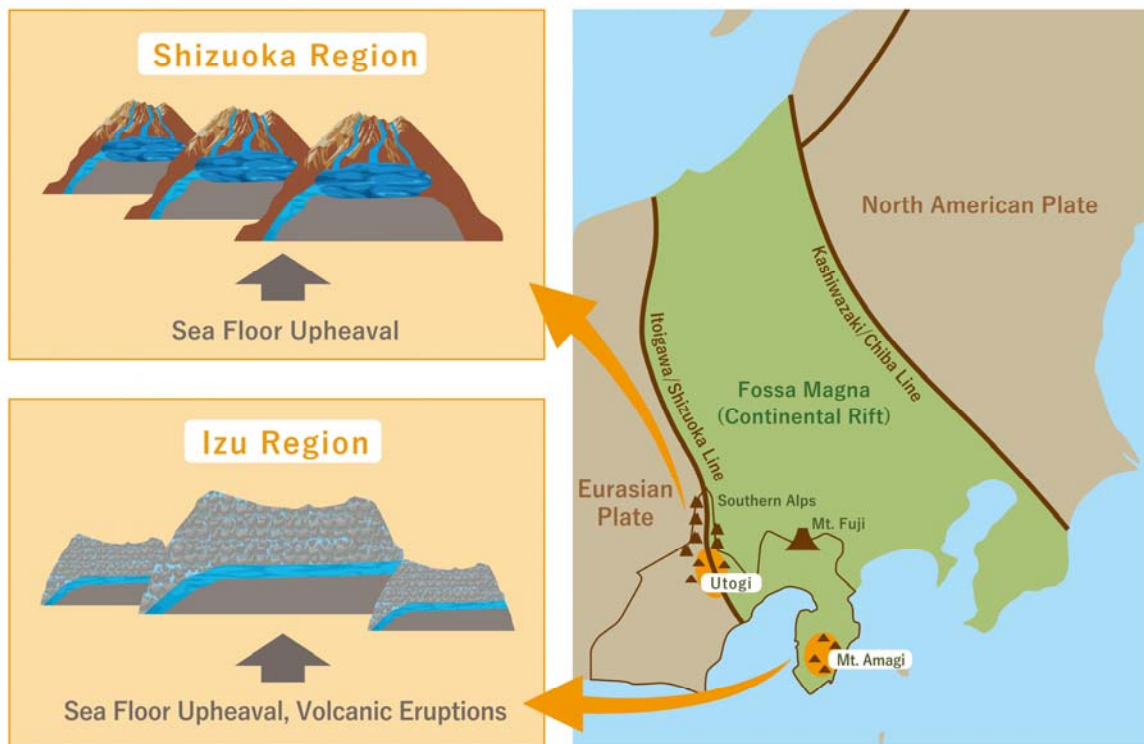 Shizuoka Region
Sea Floor Upheaval
Izu Region
Sea Floor Upheaval, Volcanic Eruptions
North American Plate
Kashiwazaki/Chiba Line
Itoigawa/Shizuoka Line
Fossa Magna
(Continental Rift)
Eurasian
Plate
Southern Alps
Mt. Fuji
Utogi
Mt. Amagi